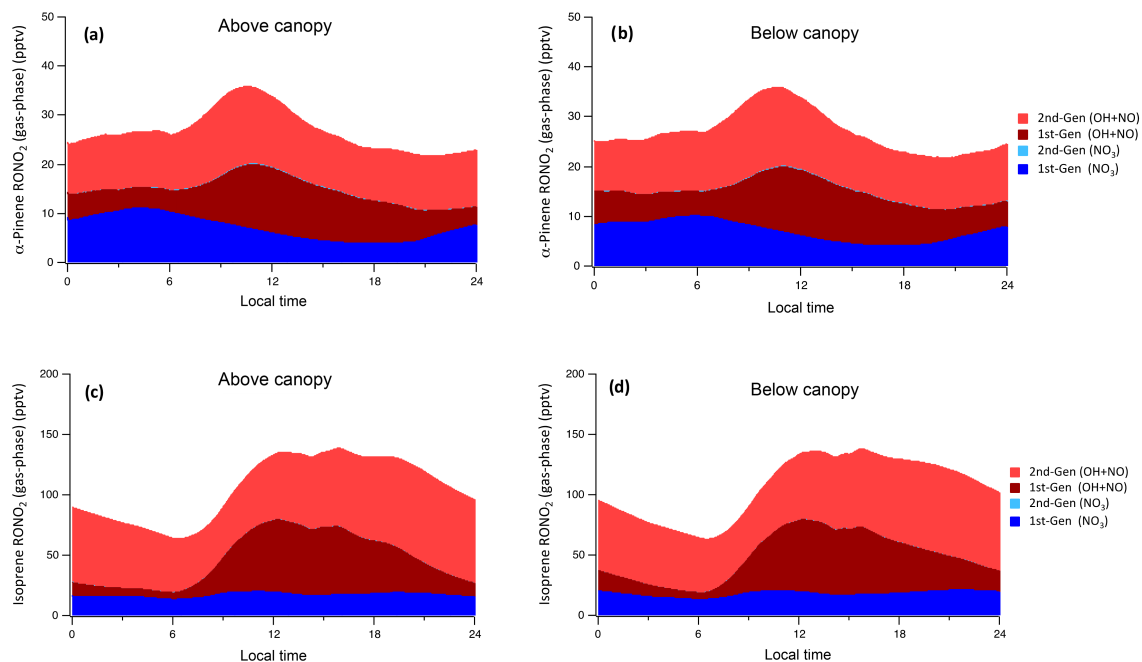 (a)
Above canopy
α-Pinene RONO₂ (gas-phase) (pptv)
50
40
30
20
10
0
0
6
12
18
24
Local time
(b)
Below canopy
α-Pinene RONO₂ (gas-phase) (pptv)
50
40
30
20
10
0
0
6
12
18
24
Local time
2nd-Gen (OH+NO)
1st-Gen (OH+NO)
2nd-Gen (NO₃)
1st-Gen (NO₃)
(c)
Above canopy
Isoprene RONO₂ (gas-phase) (pptv)
200
150
100
50
0
0
6
12
18
24
Local time
(d)
Below canopy
Isoprene RONO₂ (gas-phase) (pptv)
200
150
100
50
0
0
6
12
18
24
Local time
2nd-Gen (OH+NO)
1st-Gen (OH+NO)
2nd-Gen (NO₃)
1st-Gen (NO₃)